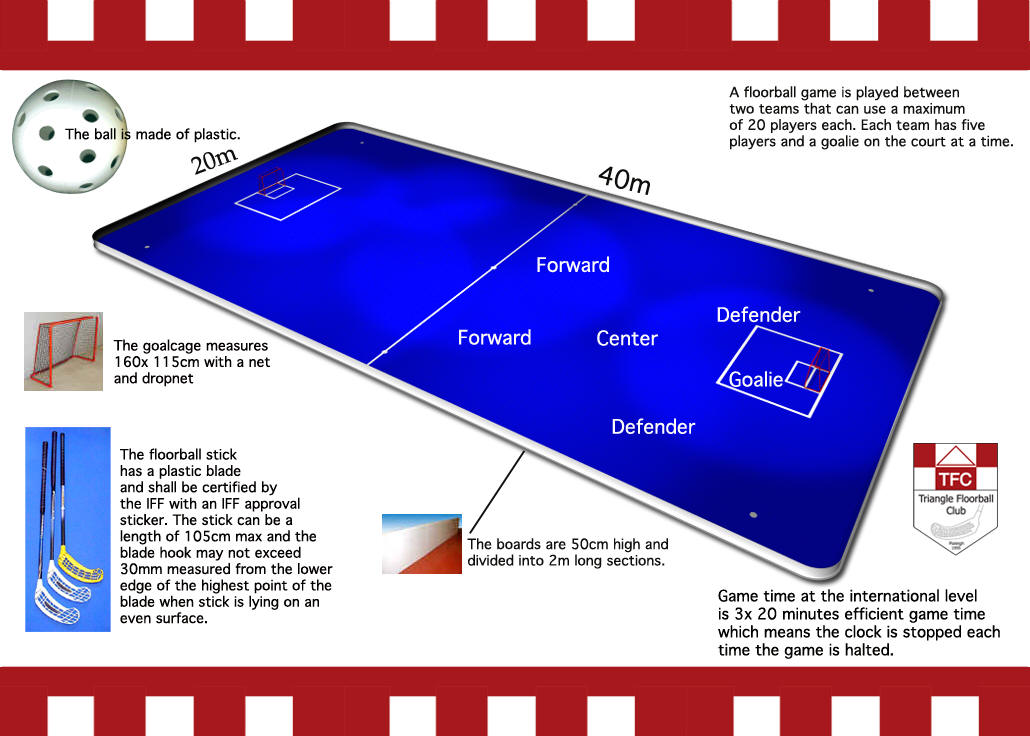 A floorball game is played between
two teams that can use a maximum
of 20 players each. Each team has five
players and a goalie on the court at a time.
The ball is made of plastic.
20m
40m
Forward
Forward
Center
Defender
Goalie
Defender
The goalcage measures
160x 115cm with a net
and dropnet
The floorball stick
has a plastic blade
and shall be certified by
the IFF with an IFF approval
sticker. The stick can be a
length of 105cm max and the
blade hook may not exceed
30mm measured from the lower
edge of the highest point of the
blade when stick is lying on an
even surface.
The boards are 50cm high and
divided into 2m long sections.
TFC
Triangle Floorball
Club
Game time at the international level
is 3x 20 minutes efficient game time
which means the clock is stopped each
time the game is halted.